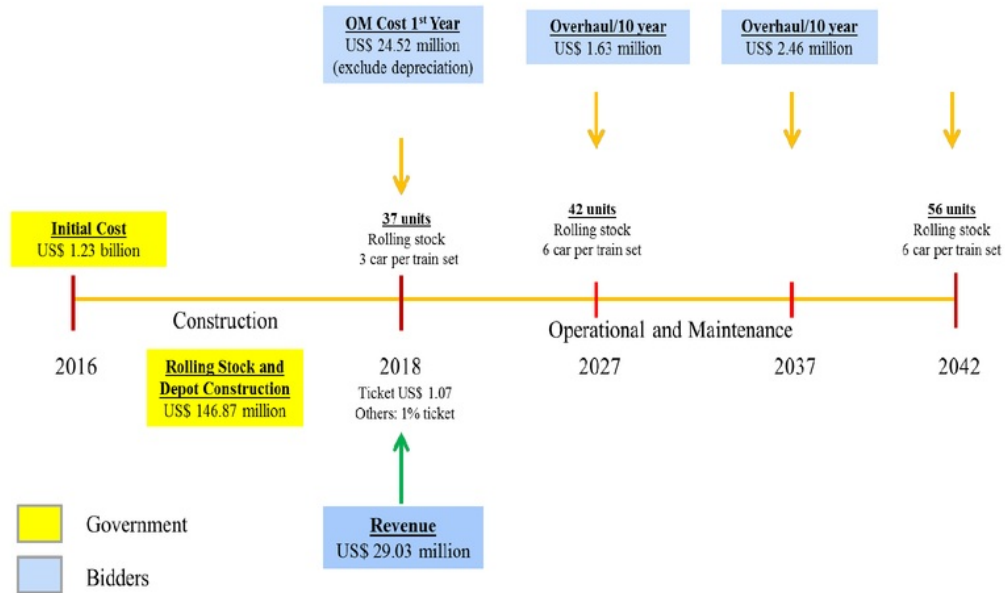 OM Cost 1st Year
US$ 24.52 million
(exclude depreciation)
Overhaul/10 year
US$ 1.63 million
Overhaul/10 year
US$ 2.46 million
Initial Cost
US$ 1.23 billion
37 units
Rolling stock
3 car per train set
42 units
Rolling stock
6 car per train set
56 units
Rolling stock
6 car per train set
Construction
Operational and Maintenance
2016
Rolling Stock and
Depot Construction
US$ 146.87 million
2018
Ticket US$ 1.07
Others: 1% ticket
2027
2037
2042
Revenue
US$ 29.03 million
Government
Bidders